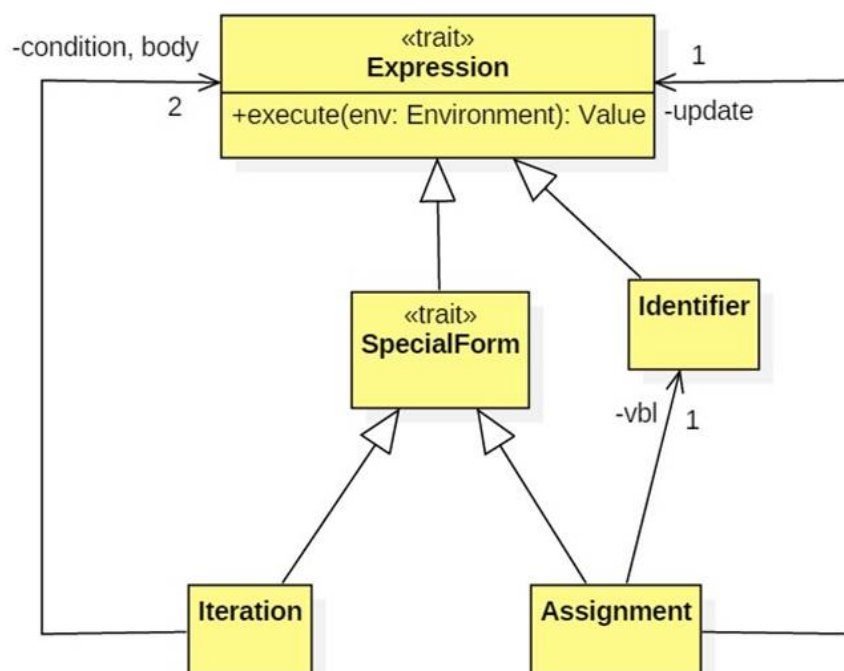 -condition, body
2
«trait»
Expression
+execute(env: Environment): Value
1
-update
«trait»
SpecialForm
Identifier
-vbl
1
Iteration
Assignment